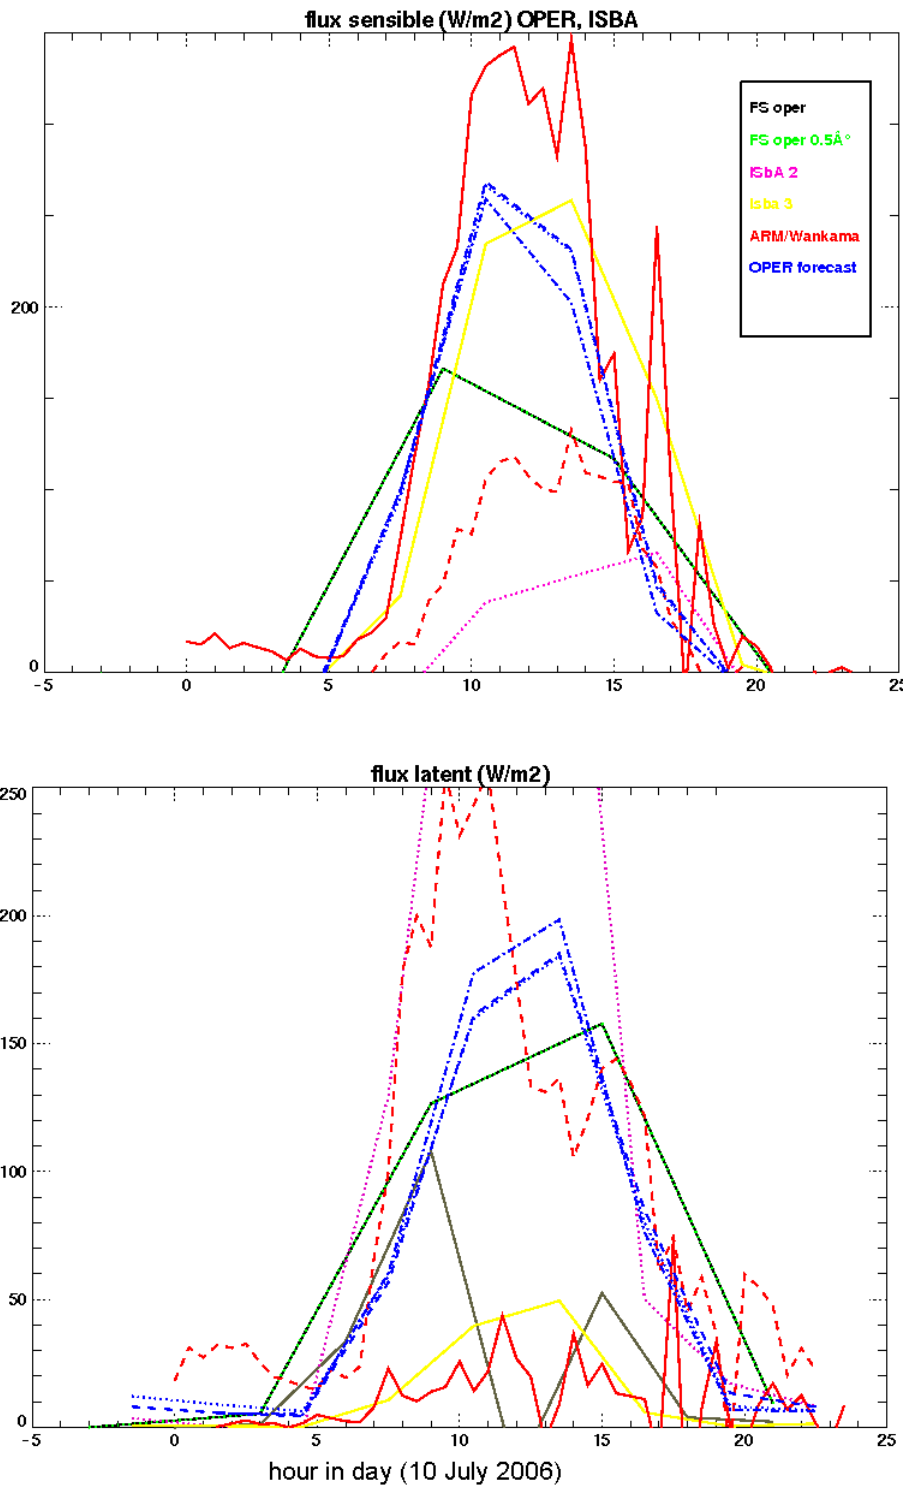 flux sensible (W/m2) OPER, ISBA
FS oper
FS oper 0.5Â°
ISbA 2
Isba 3
ARM/Wankama
OPER forecast
200
0
-5 0 5 10 15 20 25
flux latent (W/m2)
250
200
150
100
50
0
-5 0 5 10 15 20 25
hour in day (10 July 2006)